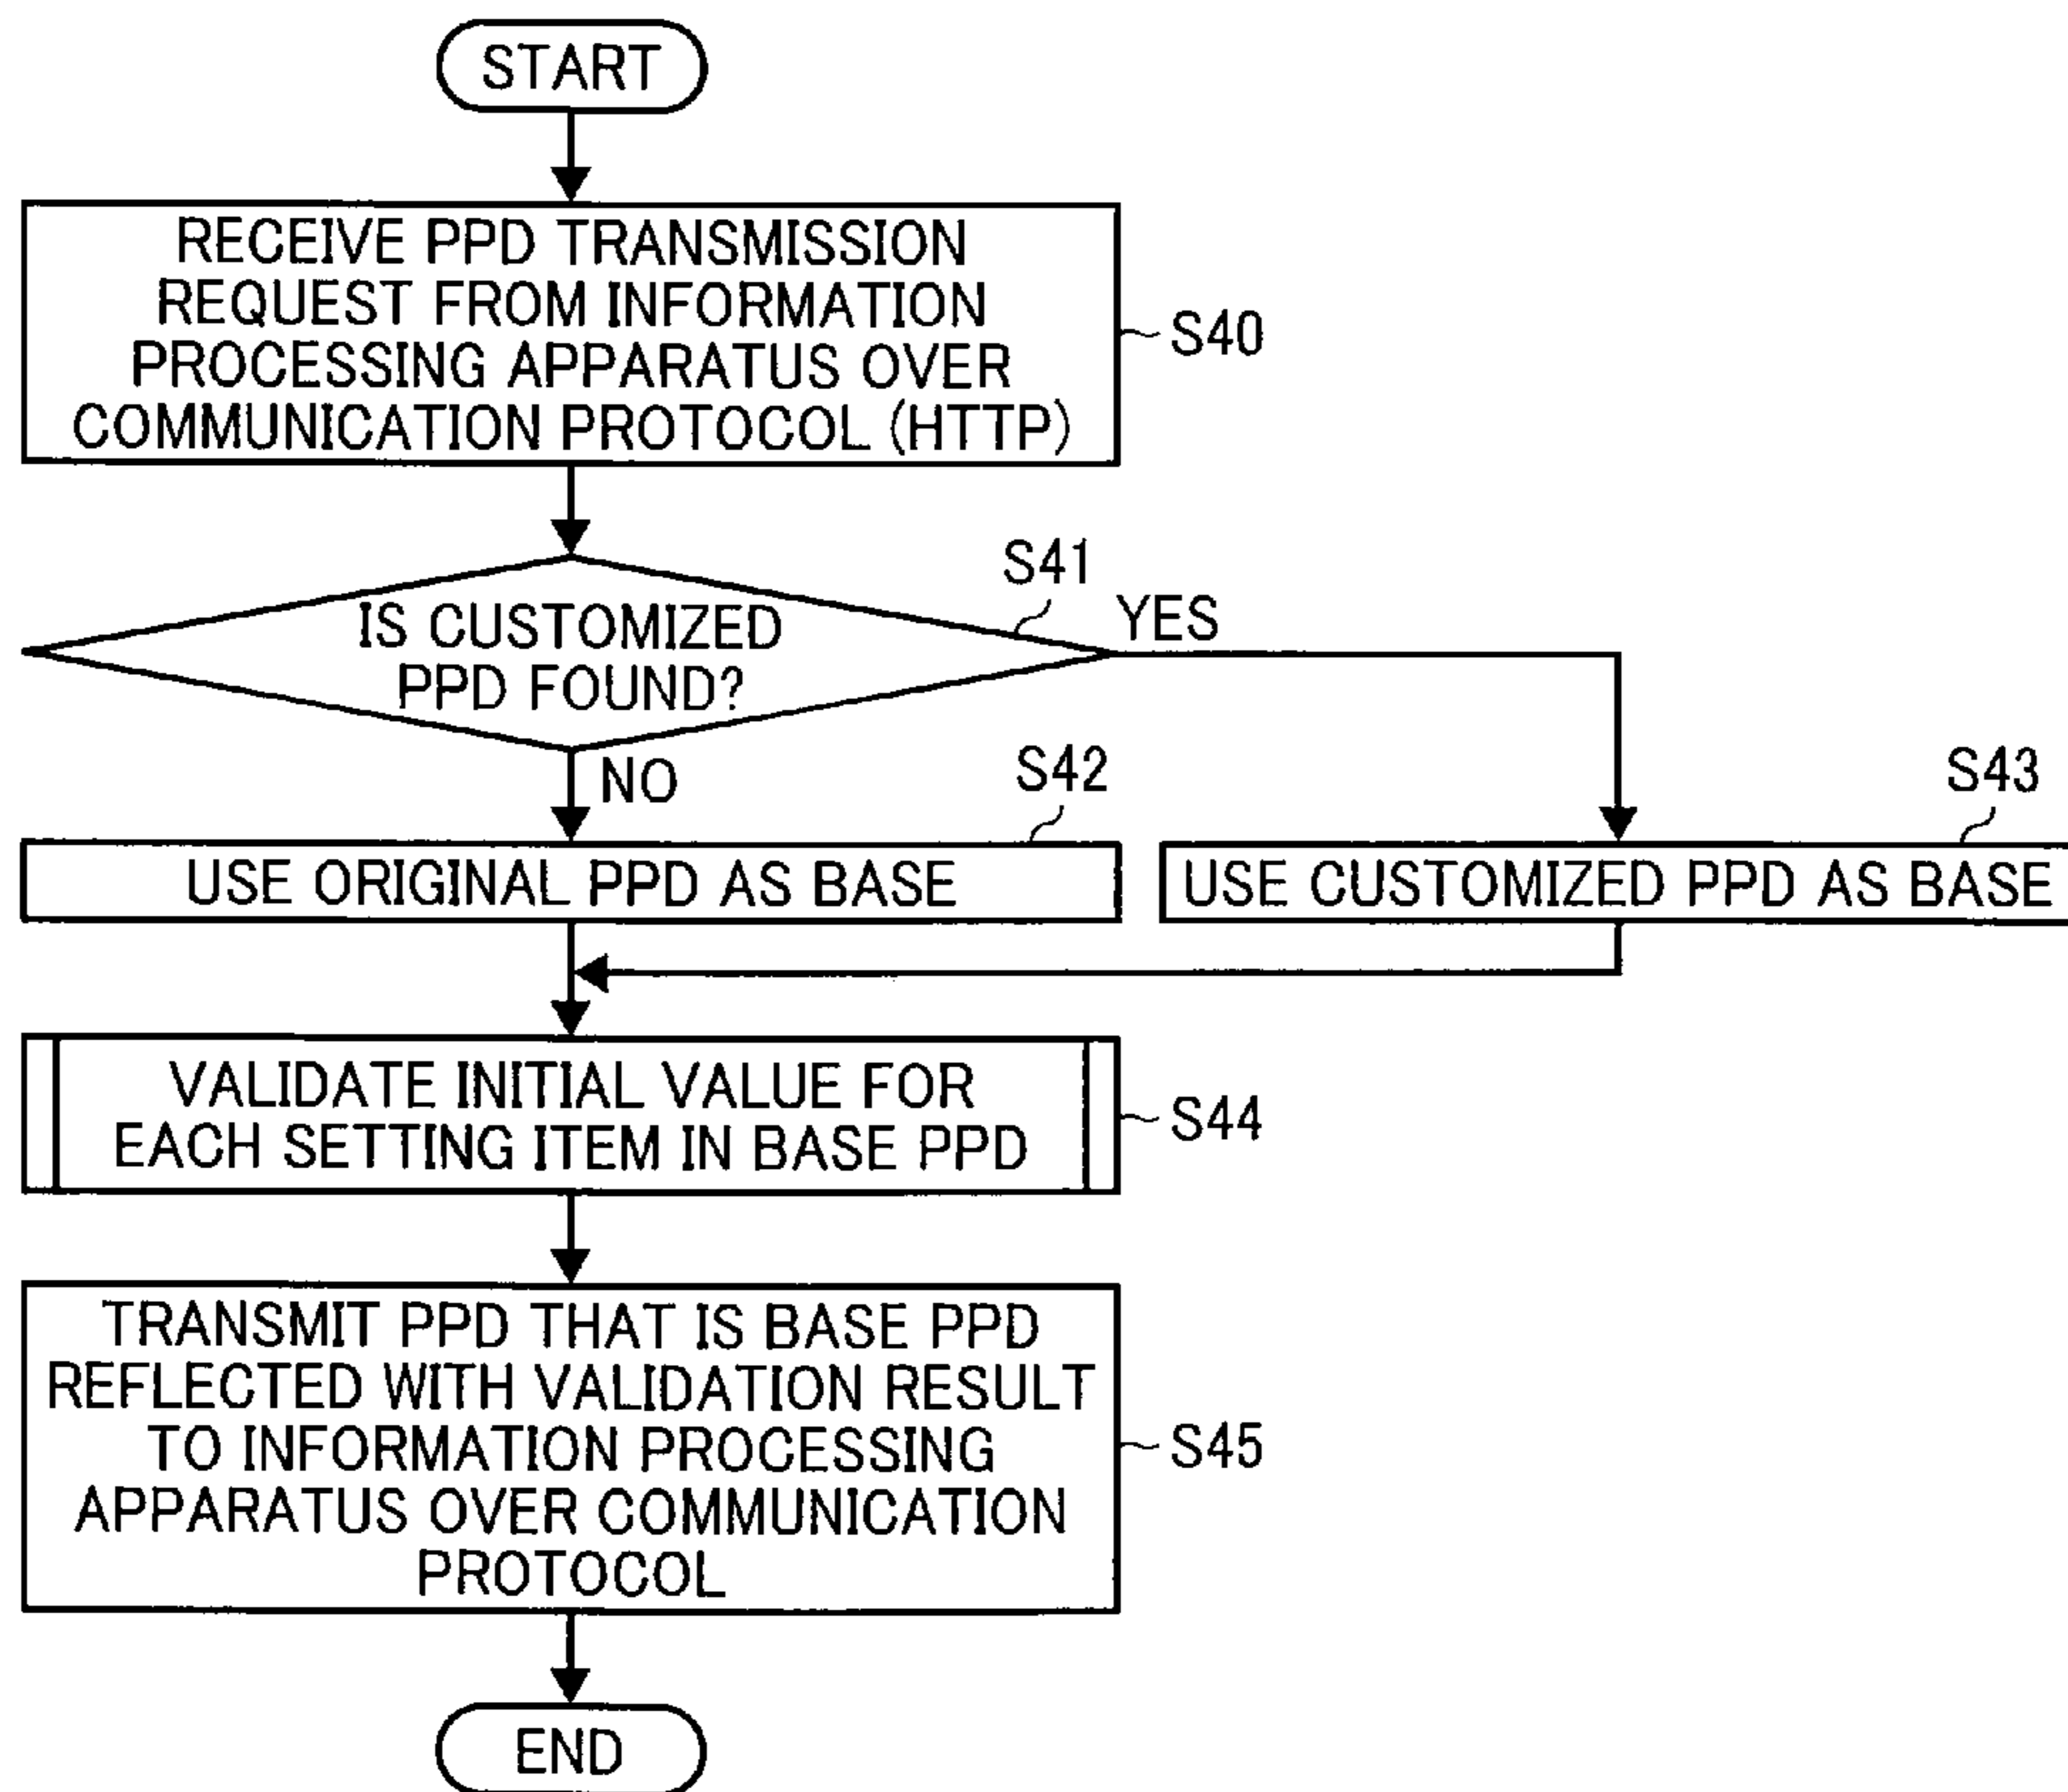 START
RECEIVE PPD TRANSMISSION
REQUEST FROM INFORMATION
PROCESSING APPARATUS OVER
COMMUNICATION PROTOCOL (HTTP)
S40
S41
IS CUSTOMIZED
PPD FOUND?
YES
NO
S42
USE ORIGINAL PPD AS BASE
S43
USE CUSTOMIZED PPD AS BASE
VALIDATE INITIAL VALUE FOR
EACH SETTING ITEM IN BASE PPD
S44
TRANSMIT PPD THAT IS BASE PPD
REFLECTED WITH VALIDATION RESULT
TO INFORMATION PROCESSING
APPARATUS OVER COMMUNICATION
PROTOCOL
S45
END